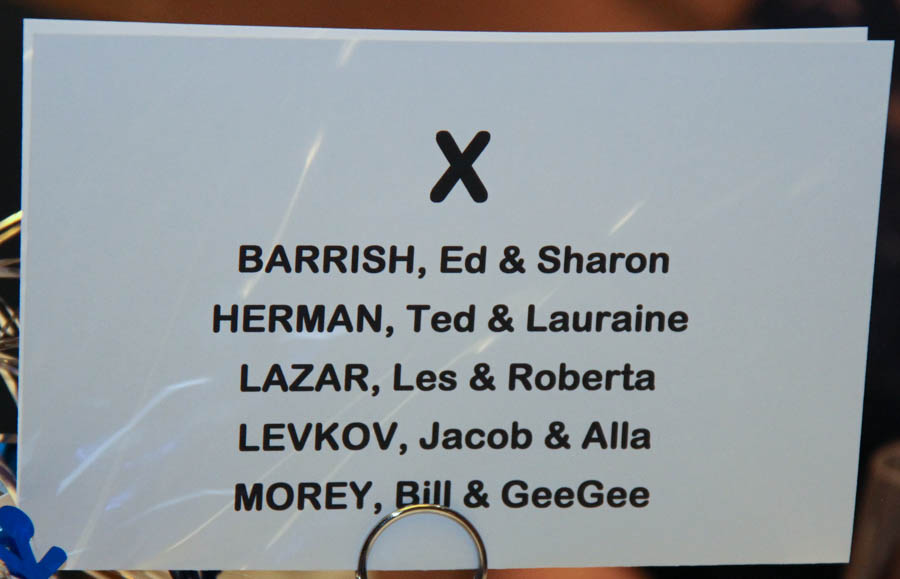 X
BARRISH, Ed & Sharon
HERMAN, Ted & Lauraine
LAZAR, Les & Roberta
LEVKOV, Jacob & Alla
MOREY, Bill & GeeGee